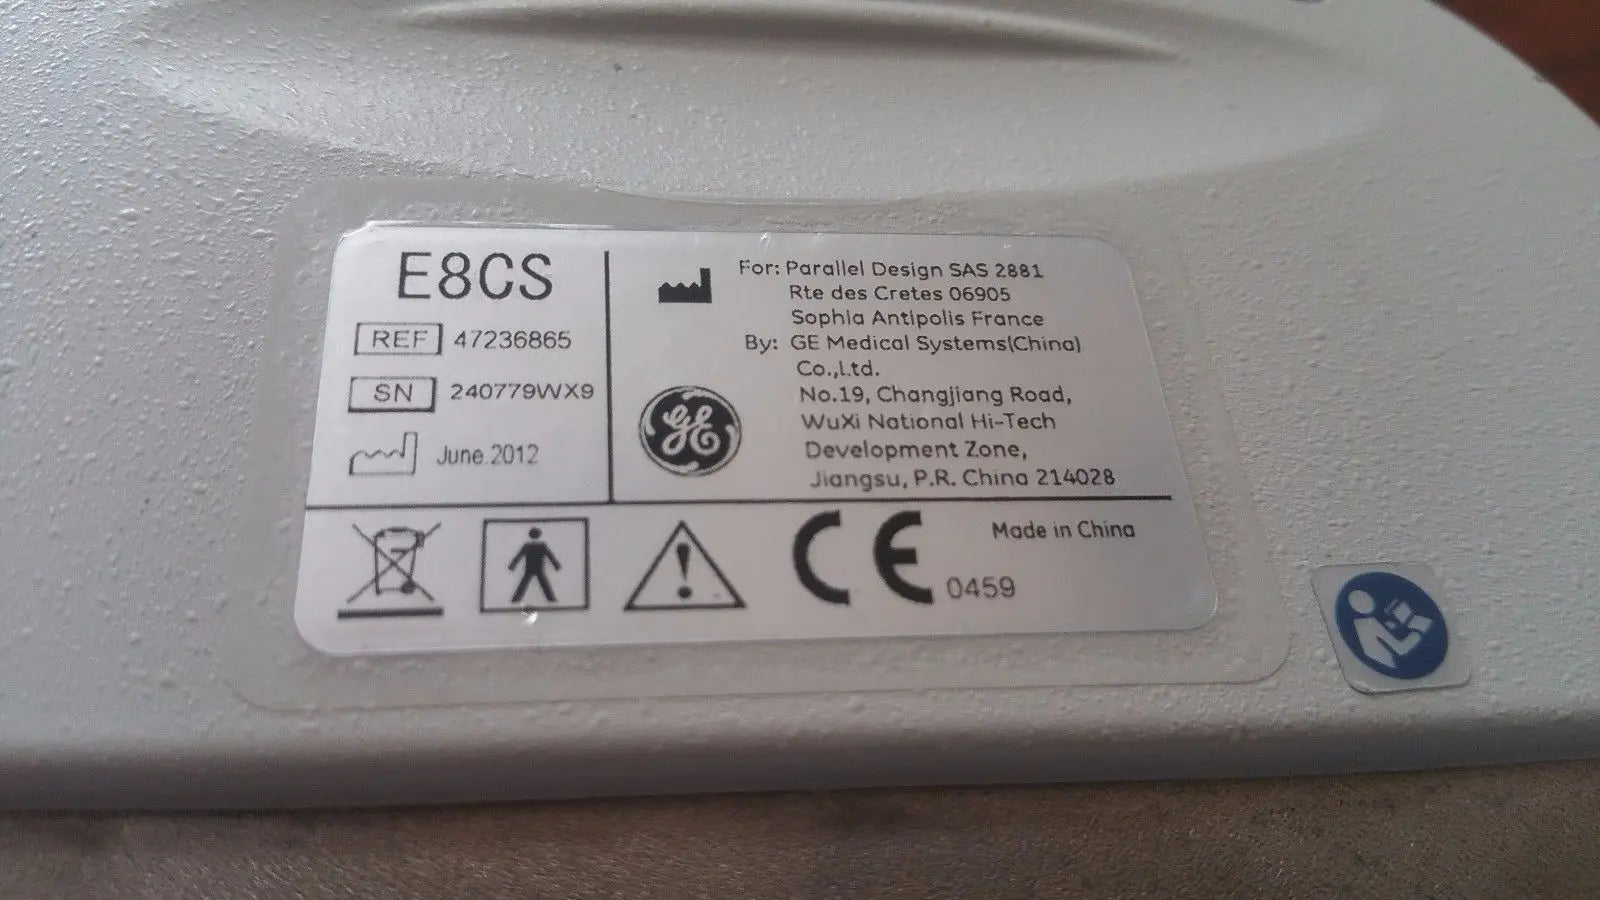 E8CS
REF 47236865
SN 240779WX9
June.2012
For: Parallel Design SAS 2881
Rte des Cretes 06905
Sophia Antipolis France
By: GE Medical Systems(China)
Co.,Ltd.
No.19, Changjiang Road,
WuXi National Hi-Tech
Development Zone,
Jiangsu, P.R. China 214028
GE
CE 0459
Made in China